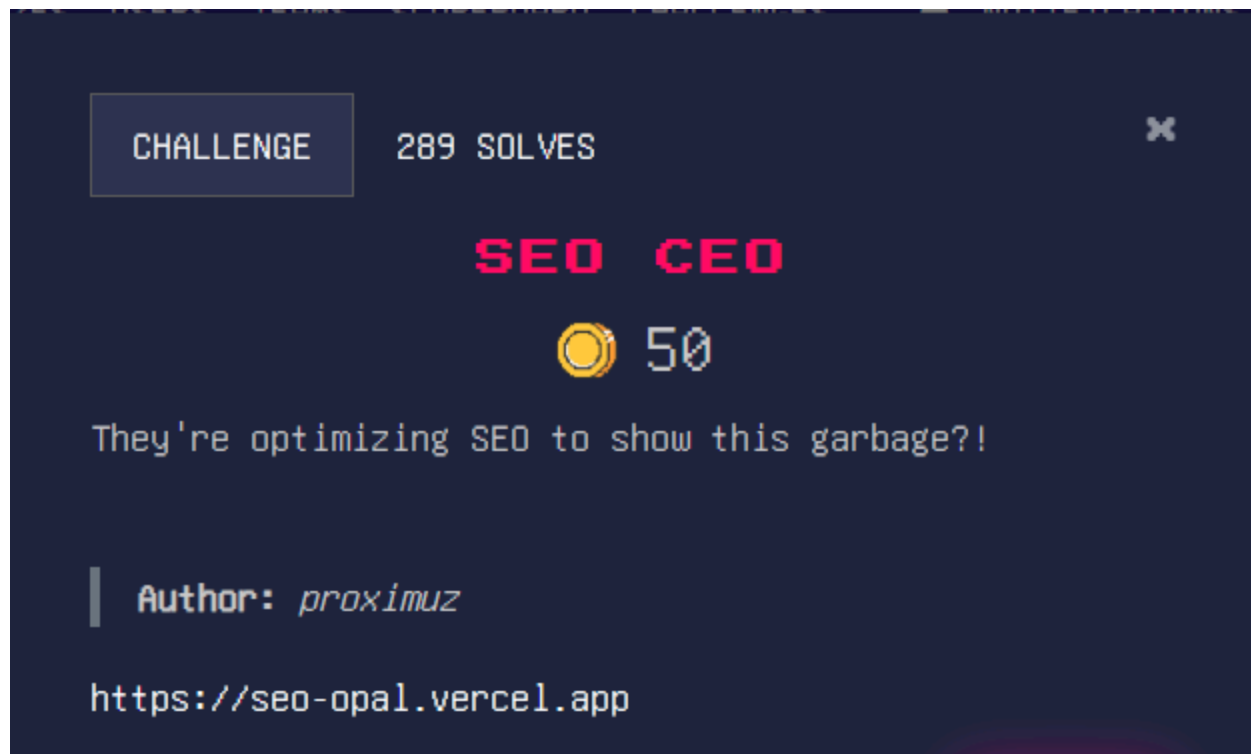 CHALLENGE
289 SOLVES
✖
SEO CEO
50
They're optimizing SEO to show this garbage?!
Author: proximuz
https://seo-opal.vercel.app